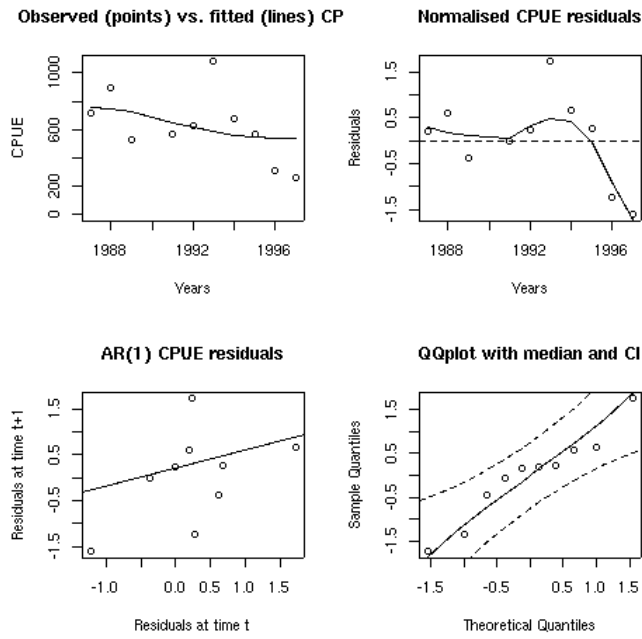 Observed (points) vs. fitted (lines) CP
CPUE
0 200 600 1000
1988 1992 1996
Years
Normalised CPUE residuals
Residuals
-1.5 -0.5 0.5 1.5
1988 1992 1996
Years
AR(1) CPUE residuals
Residuals at time t+1
-1.5 -0.5 0.5 1.5
-1.0 0.0 0.5 1.0 1.5
Residuals at time t
QQplot with median and CI
Sample Quantiles
-1.5 -0.5 0.5 1.5
-1.5 -0.5 0.5 1.0 1.5
Theoretical Quantiles